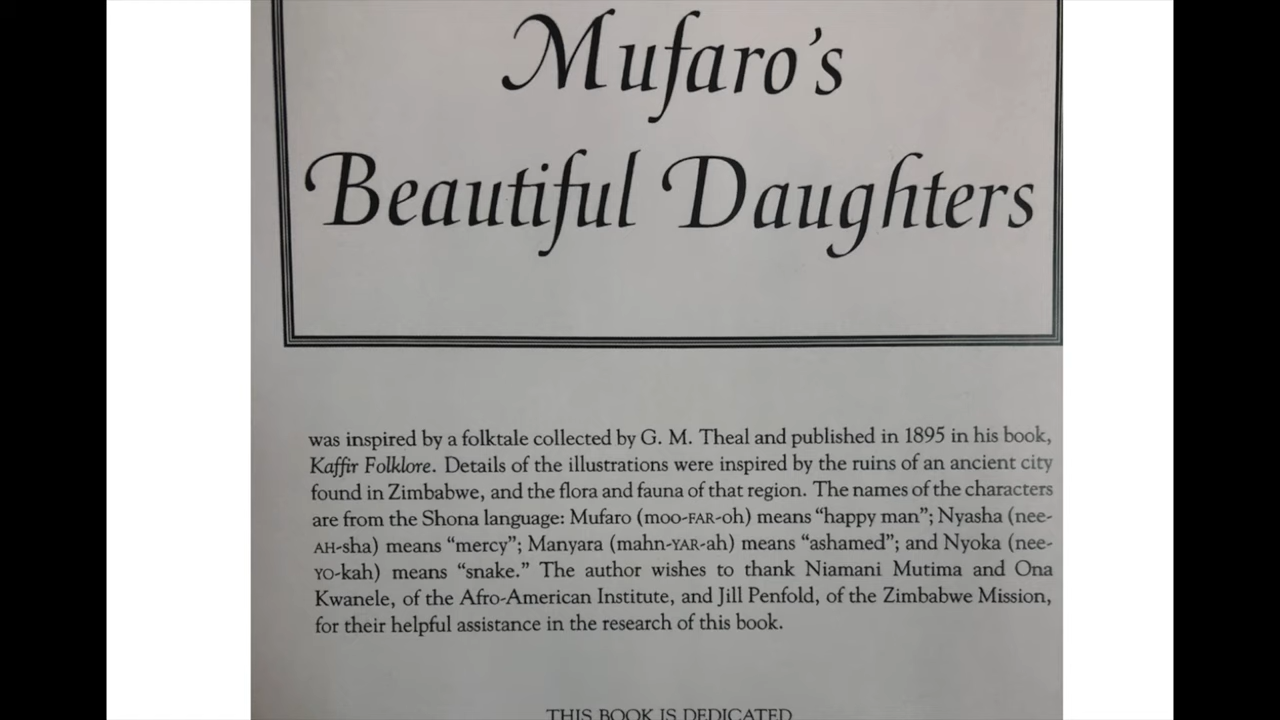 Mufaro's
Beautiful Daughters
was inspired by a folktale collected by G. M. Theal and published in 1895 in his book,
Kaffir Folklore. Details of the illustrations were inspired by the ruins of an ancient city
found in Zimbabwe, and the flora and fauna of that region. The names of the characters
are from the Shona language: Mufaro (moo-FAR-oh) means “happy man”; Nyasha (nee-
AH-sha) means “mercy”; Manyara (mahn-YAR-ah) means “ashamed”; and Nyoka (nee-
YO-kah) means “snake.” The author wishes to thank Niamani Mutima and Ona
Kwanele, of the Afro-American Institute, and Jill Penfold, of the Zimbabwe Mission,
for their helpful assistance in the research of this book.
THIS BOOK IS DEDICATED